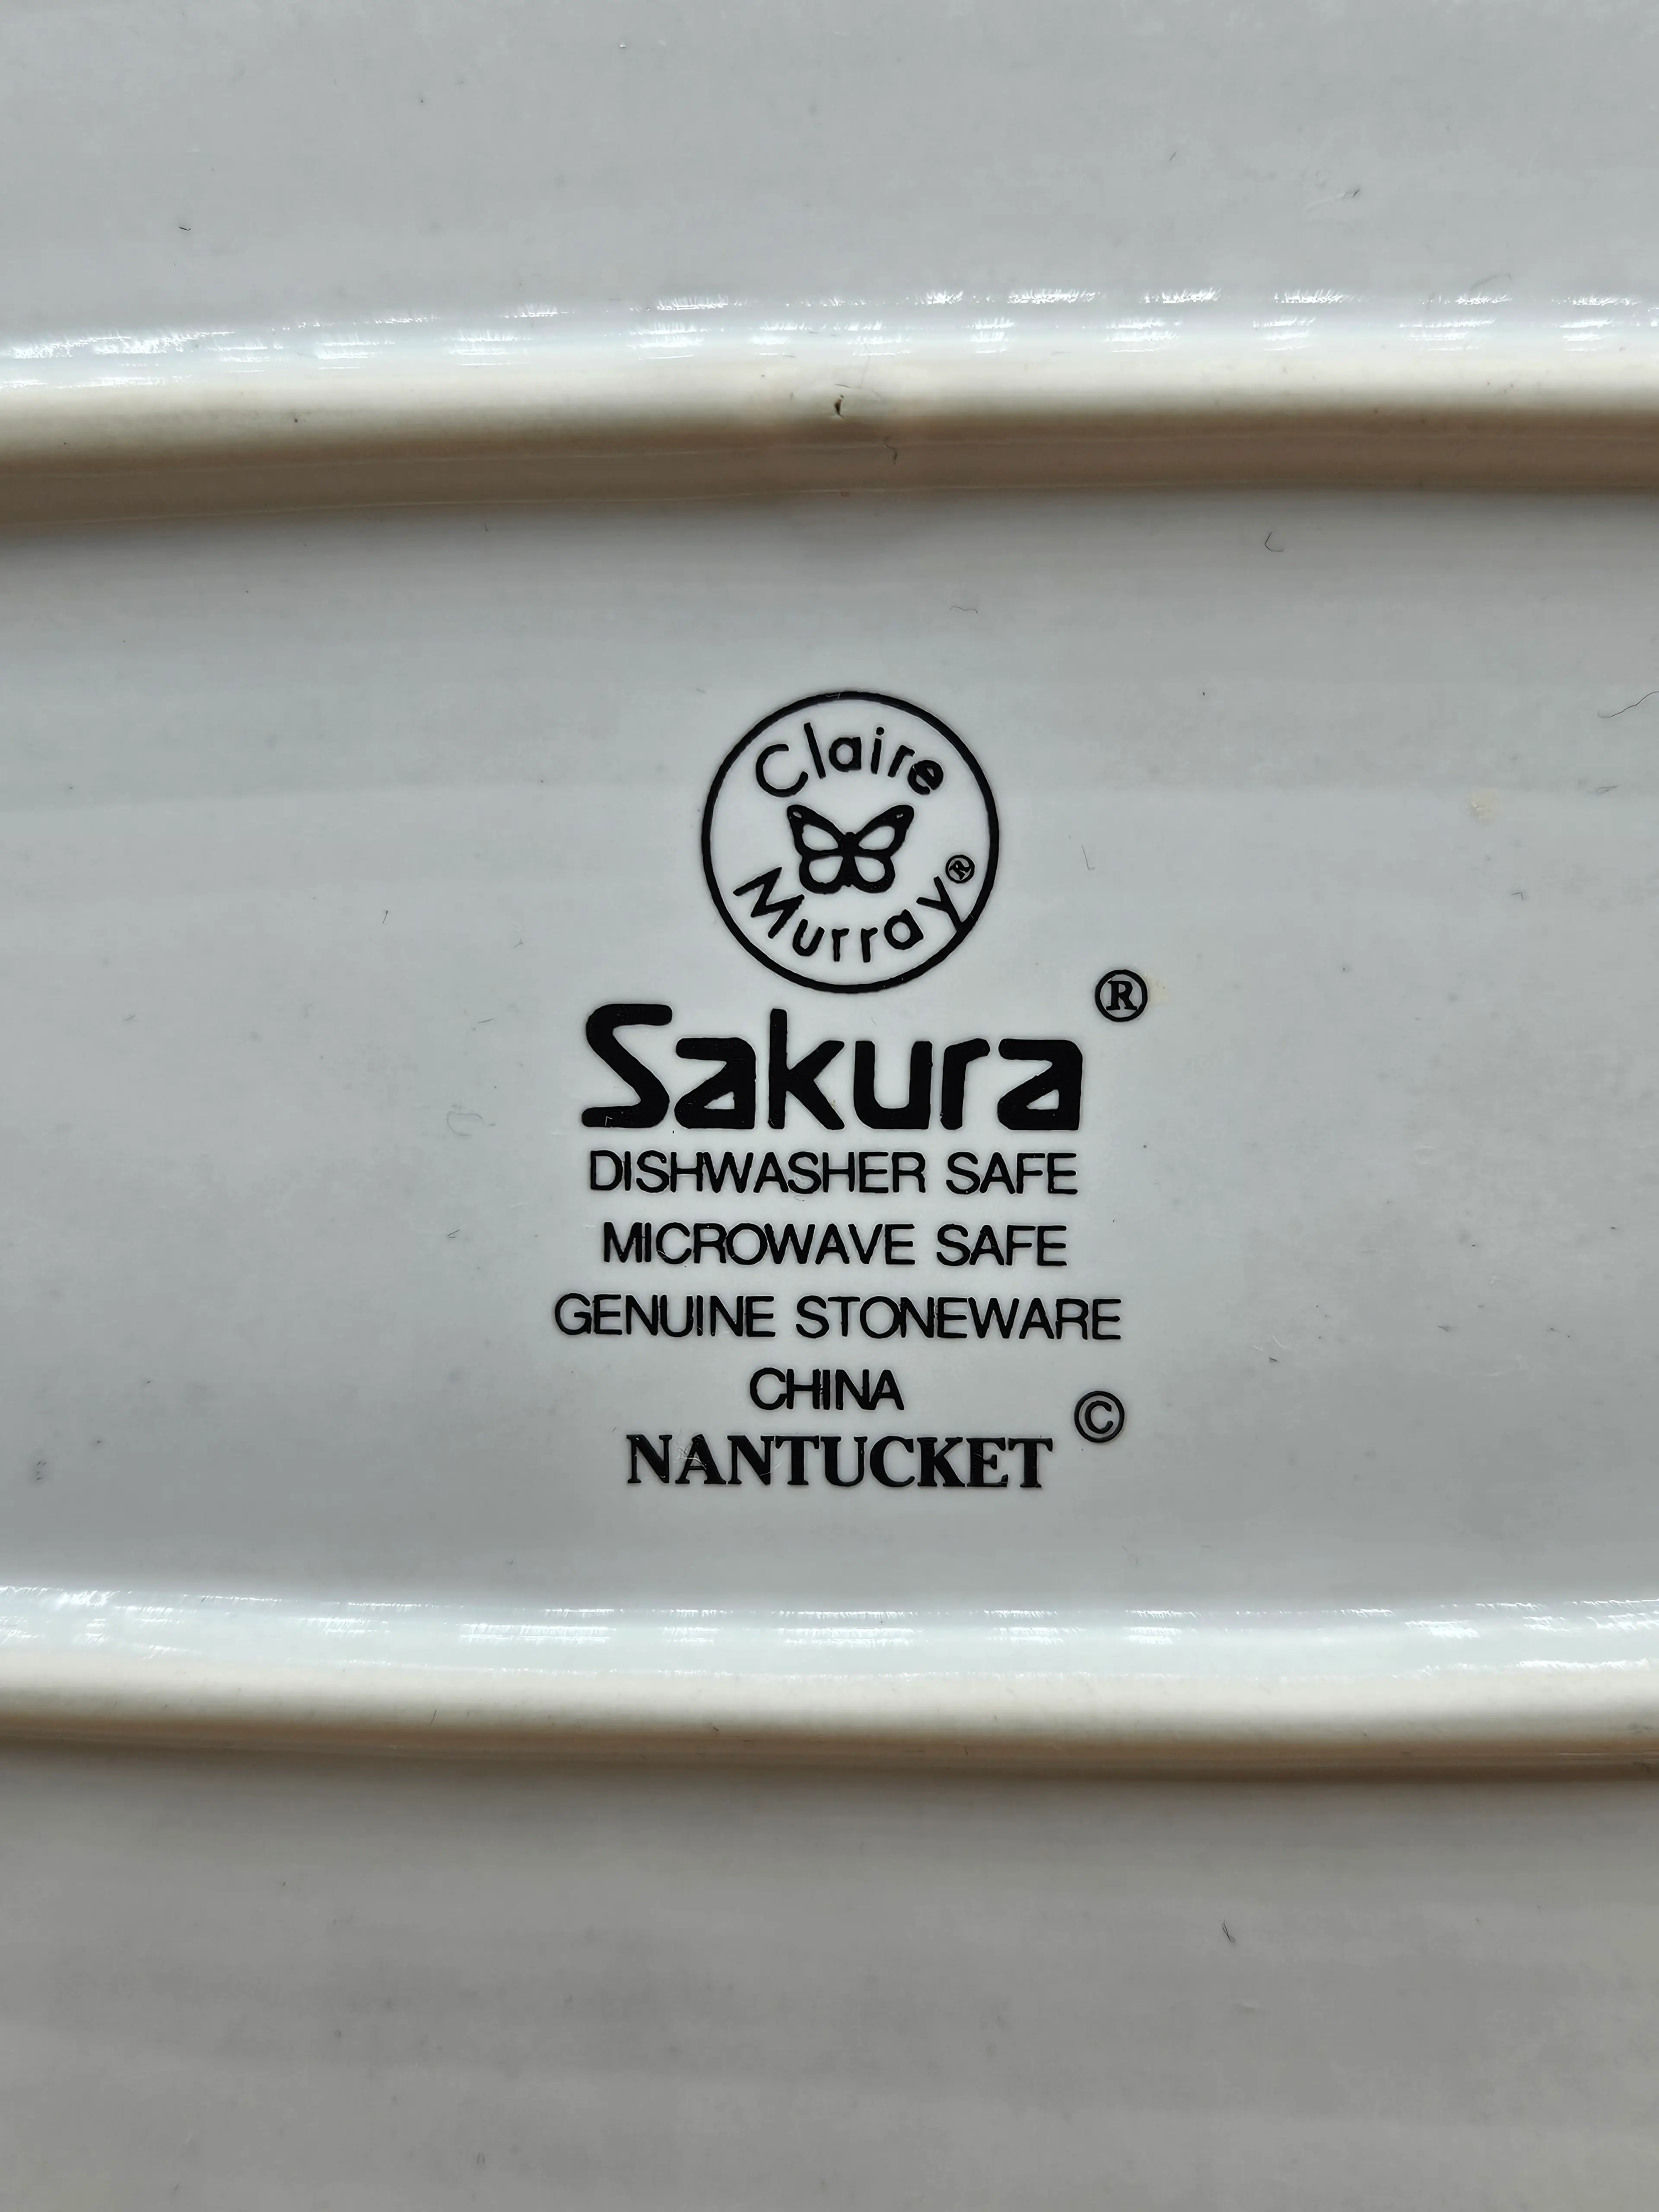 Claire
Murray®
Sakura®
DISHWASHER SAFE
MICROWAVE SAFE
GENUINE STONEWARE
CHINA
NANTUCKET©